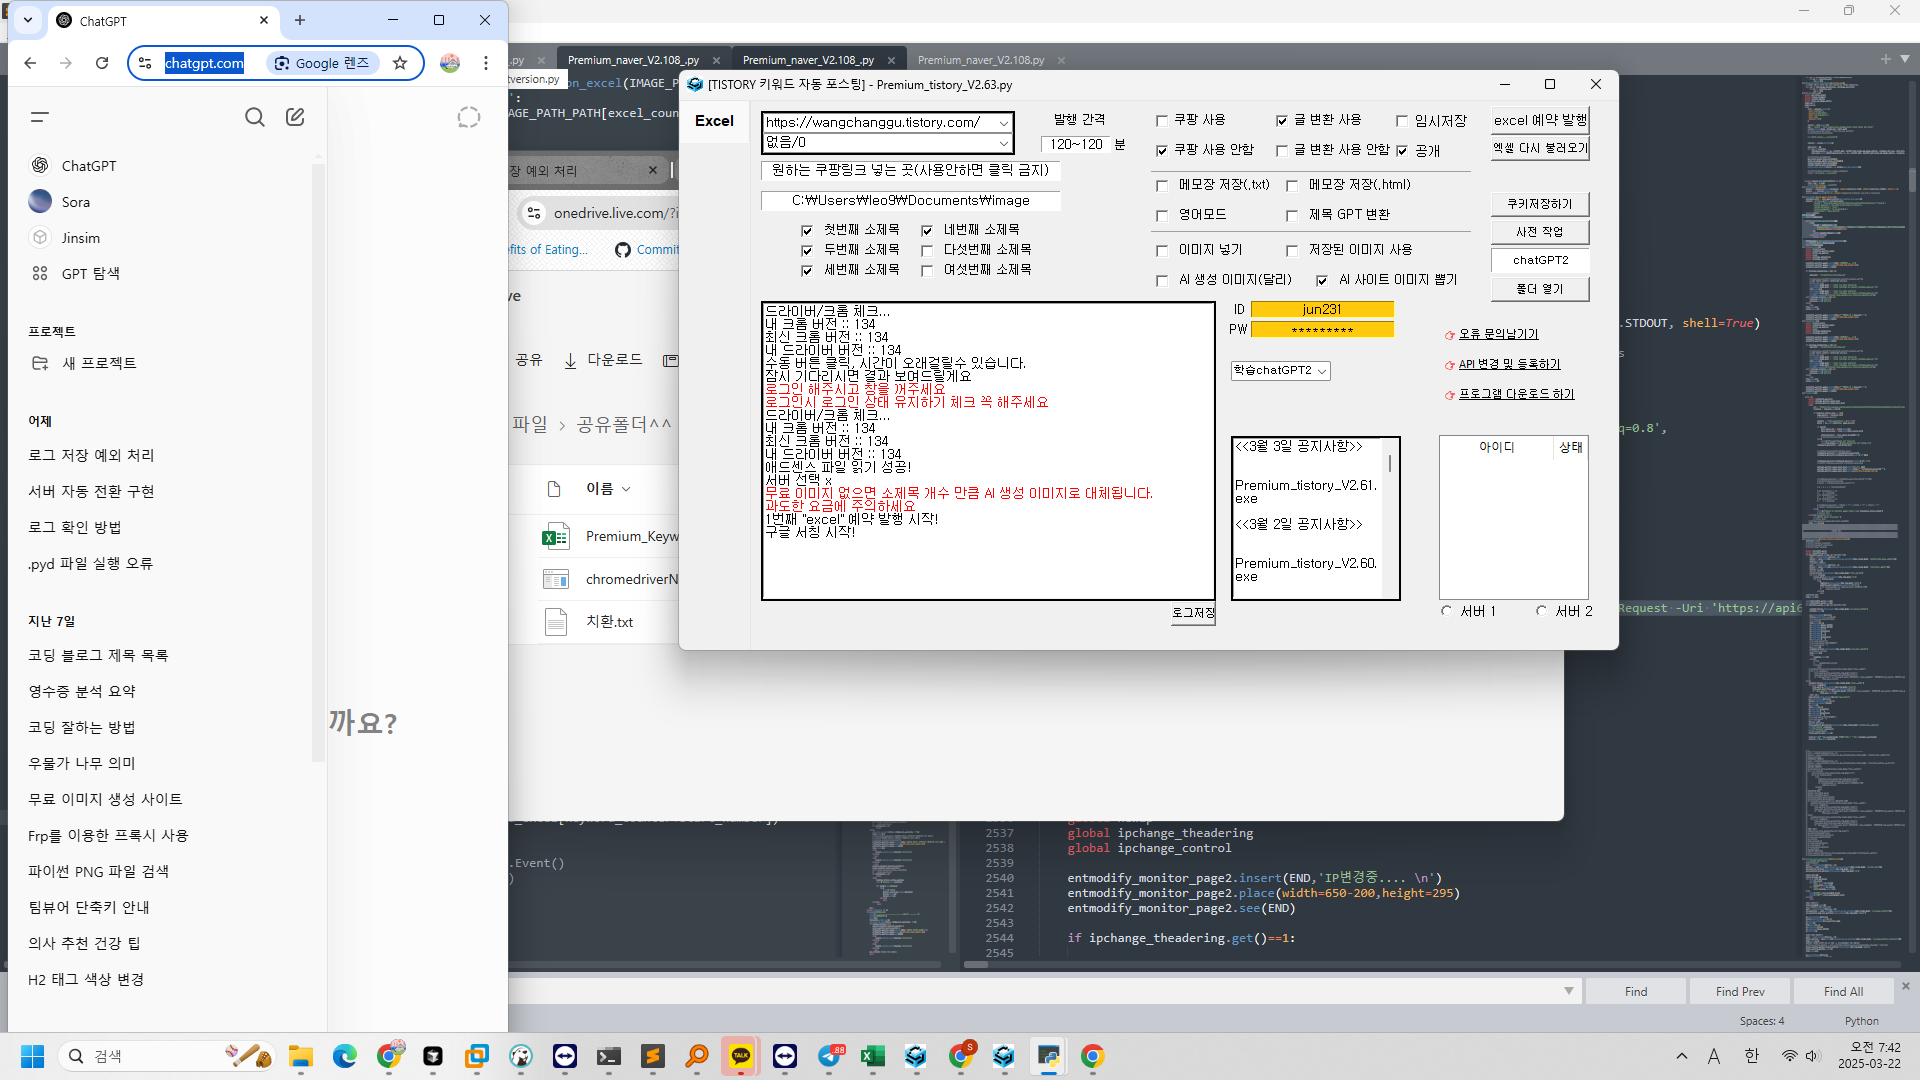 ChatGPT
chatgpt.com
Google 렌즈
ChatGPT
Sora
Jinsim
GPT 탐색
프로젝트
새 프로젝트
어제
로그 저장 예외 처리
서버 자동 전환 구현
로그 확인 방법
.pyd 파일 실행 오류
지난 7일
코딩 블로그 제목 목록
영수증 분석 요약
코딩 잘하는 방법
우물가 나무 의미
무료 이미지 생성 사이트
Frp를 이용한 프록시 사용
파이썬 PNG 파일 검색
팀뷰어 단축키 안내
의사 추천 건강 팁
H2 태그 색상 변경
까요?
.py
Premium_naver_V2.108_.py
Premium_naver_V2.108_.py
Premium_naver_V2.108.py
tversion.py
on_excel(IMAGE_P
':
AGE_PATH_PATH[excel_coun
장 예외 처리
onedrive.live.com/?i
efits of Eating...
Commit
ve
공유
다운로드
파일 > 공유폴더^^
이름
Premium_Keyw
chromedriverN
치환.txt
[TISTORY 키워드 자동 포스팅] - Premium_tistory_V2.63.py
Excel
https://wangchanggu.tistory.com/
없음/0
발행 간격
120~120 분
원하는 쿠팡링크 넣는 곳(사용안하면 클릭 금지)
C:₩Users₩leo9₩Documents₩image
첫번째 소제목
네번째 소제목
두번째 소제목
다섯번째 소제목
세번째 소제목
여섯번째 소제목
쿠팡 사용
글 변환 사용
임시저장
쿠팡 사용 안함
글 변환 사용 안함
공개
메모장 저장(.txt)
메모장 저장(.html)
영어모드
제목 GPT 변환
이미지 넣기
저장된 이미지 사용
AI 생성 이미지(달리)
AI 사이트 이미지 뽑기
excel 예약 발행
엑셀 다시 불러오기
쿠키저장하기
사전 작업
chatGPT2
폴더 열기
드라이버/크롬 체크...
내 크롬 버전 :: 134
최신 크롬 버전 :: 134
내 드라이버 버전 :: 134
수동 버튼 클릭, 시간이 오래걸릴수 있습니다.
잠시 기다리시면 결과 보여드릴게요
로그인 해주시고 창을 꺼주세요
로그인시 로그인 상태 유지하기 체크 꼭 해주세요
드라이버/크롬 체크...
내 크롬 버전 :: 134
최신 크롬 버전 :: 134
내 드라이버 버전 :: 134
애드센스 파일 읽기 성공!
서버 선택 x
무료 이미지 없으면 소제목 개수 만큼 AI 생성 이미지로 대체됩니다.
과도한 요금에 주의하세요
1번째 "excel" 예약 발행 시작!
구글 서칭 시작!
로그저장
ID
jun231
PW
*********
학습chatGPT2
오류 문의남기기
API 변경 및 등록하기
프로그램 다운로드 하기
<<3월 3일 공지사항>>
Premium_tistory_V2.61.
exe
<<3월 2일 공지사항>>
Premium_tistory_V2.60.
exe
아이디
상태
서버 1
서버 2
.STDOUT, shell=True)
s
q=0.8',
Request -Uri 'https://api6
.Event()
)
2537 global ipchange_theadering
2538 global ipchange_control
2539
2540 entmodify_monitor_page2.insert(END,'IP변경중.... \n')
2541 entmodify_monitor_page2.place(width=650-200,height=295)
2542 entmodify_monitor_page2.see(END)
2543
2544 if ipchange_theadering.get()==1:
2545
Find
Find Prev
Find All
Spaces: 4
Python
검색
TALK
88
S
A
한
오전 7:42
2025-03-22